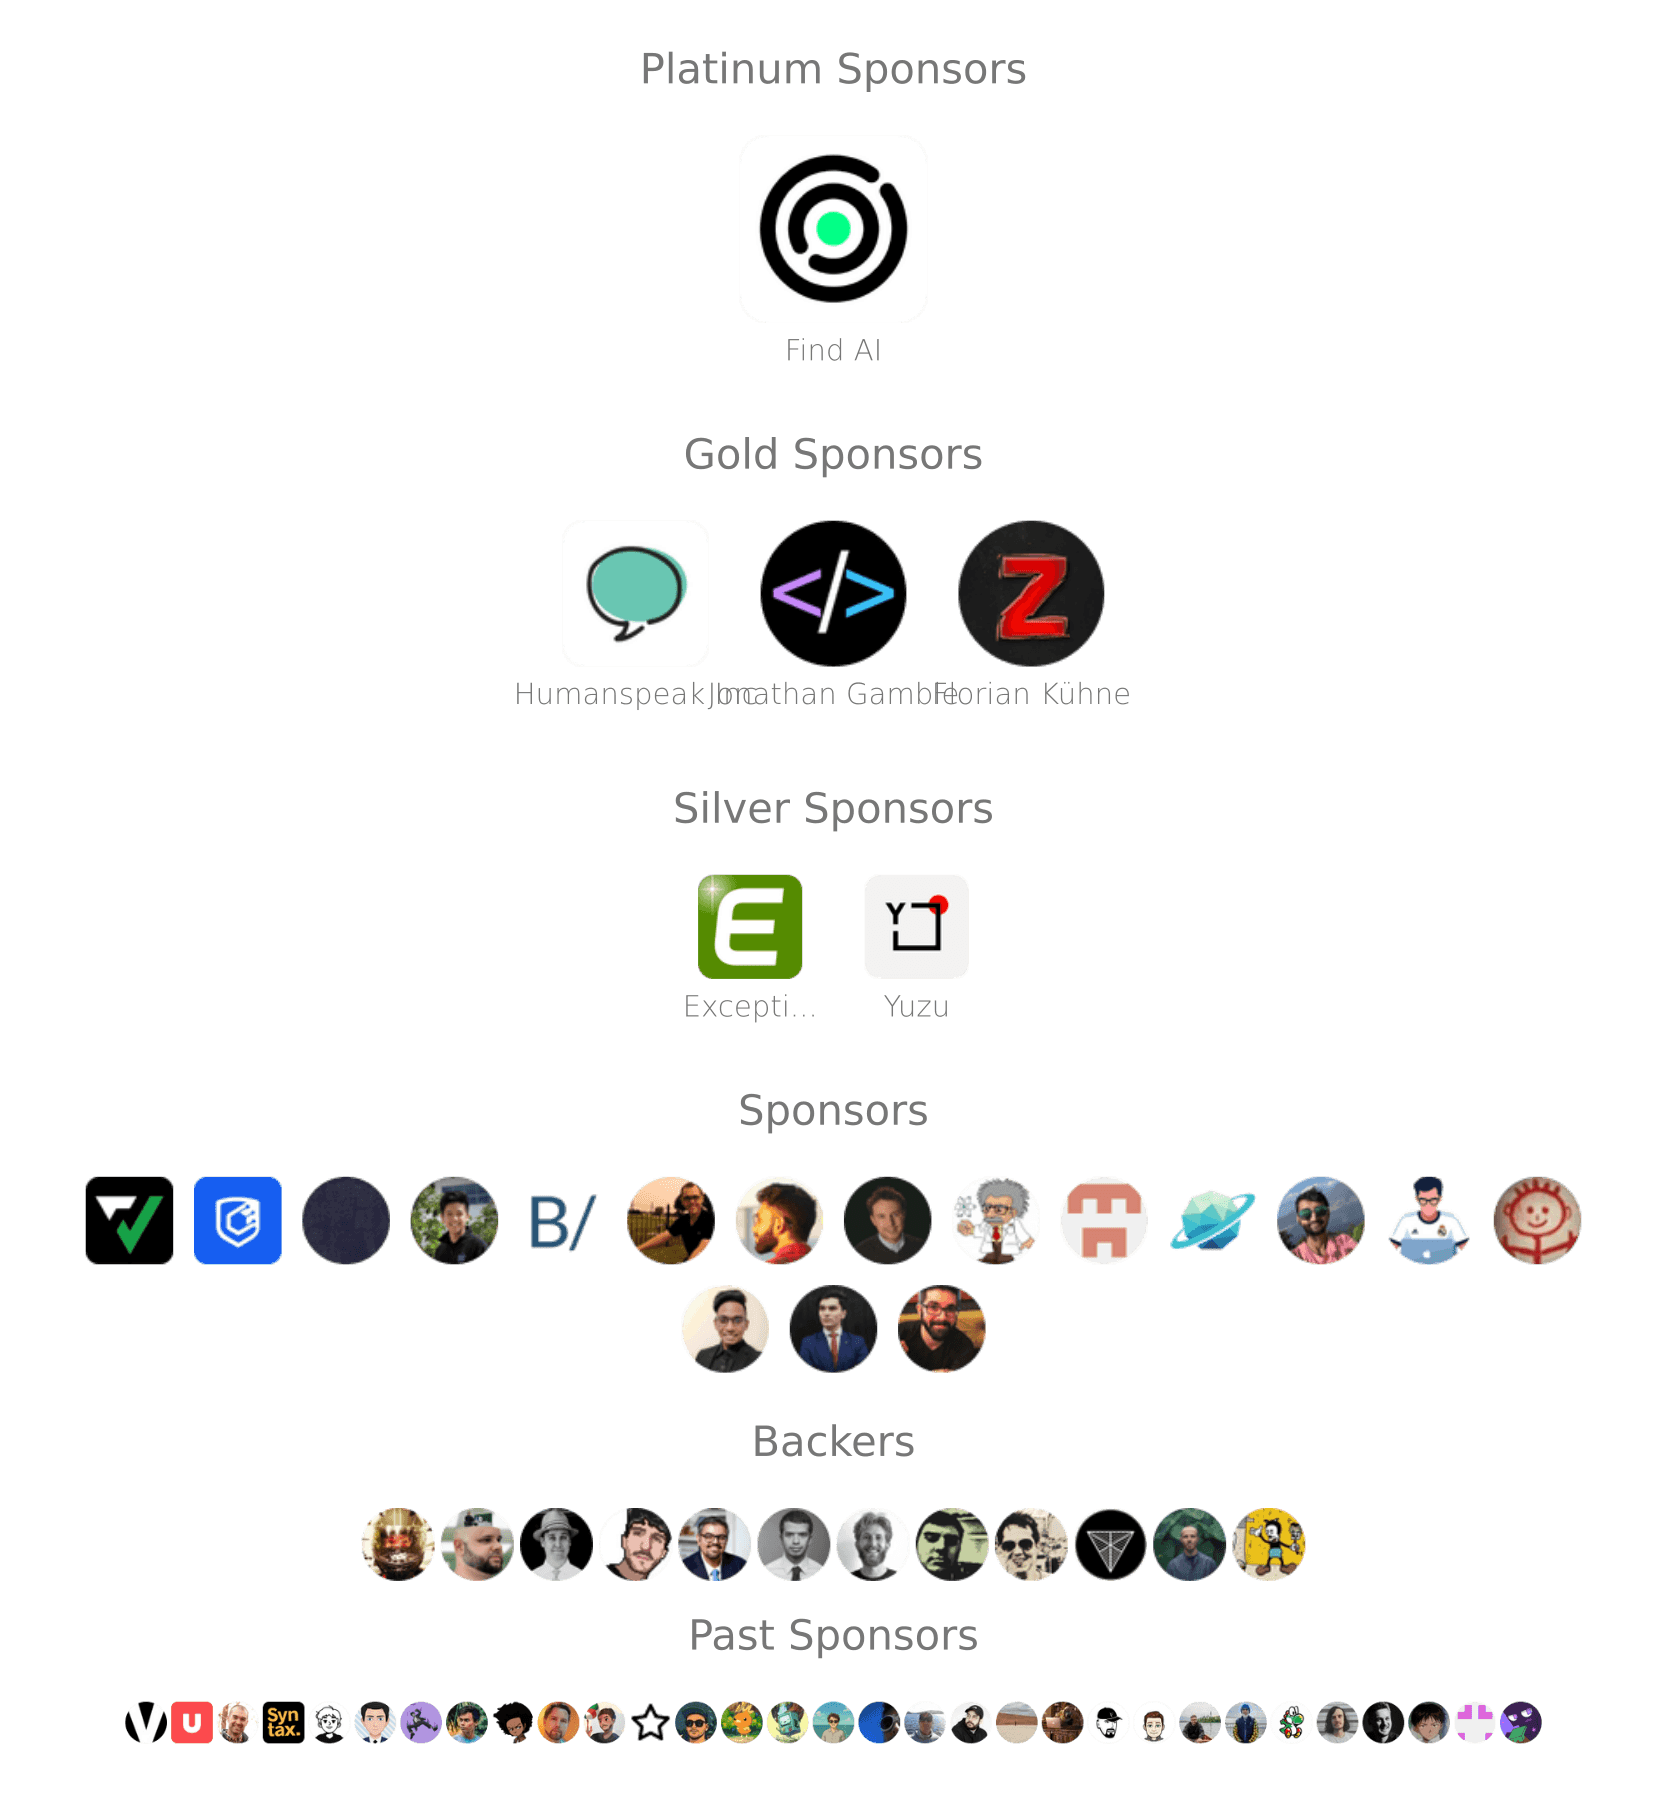 Platinum Sponsors
Find AI
Gold Sponsors
Humanspeak Inc Jonathan Gamble Florian Kühne
Silver Sponsors
E Y
Excepti... Yuzu
Sponsors
B/
Backers
Past Sponsors
V U Syn
tax.